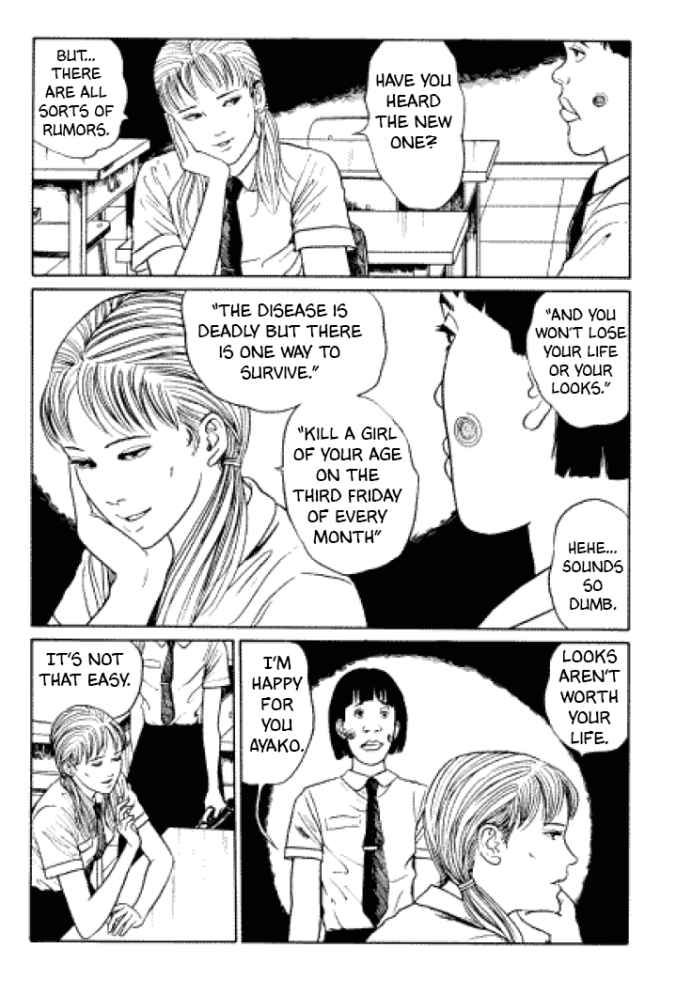 BUT...
THERE
ARE ALL
SORTS OF
RUMORS.
HAVE YOU
HEARD
THE NEW
ONE?
"THE DISEASE IS
DEADLY BUT THERE
IS ONE WAY TO
SURVIVE."
"KILL A GIRL
OF YOUR AGE
ON THE
THIRD FRIDAY
OF EVERY
MONTH"
"AND YOU
WON'T LOSE
YOUR LIFE
OR YOUR
LOOKS."
HEHE...
SOUNDS
SO
DUMB.
IT'S NOT
THAT EASY.
I'M
HAPPY
FOR
YOU
AYAKO.
LOOKS
AREN'T
WORTH
YOUR
LIFE.